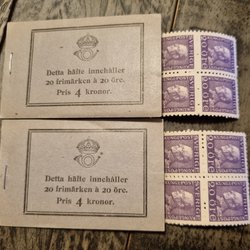 Detta häfte innehåller
20 frimärken à 20 öre.
Pris 4 kronor.
Detta häfte innehåller
20 frimärken à 20 öre.
Pris 4 kronor.